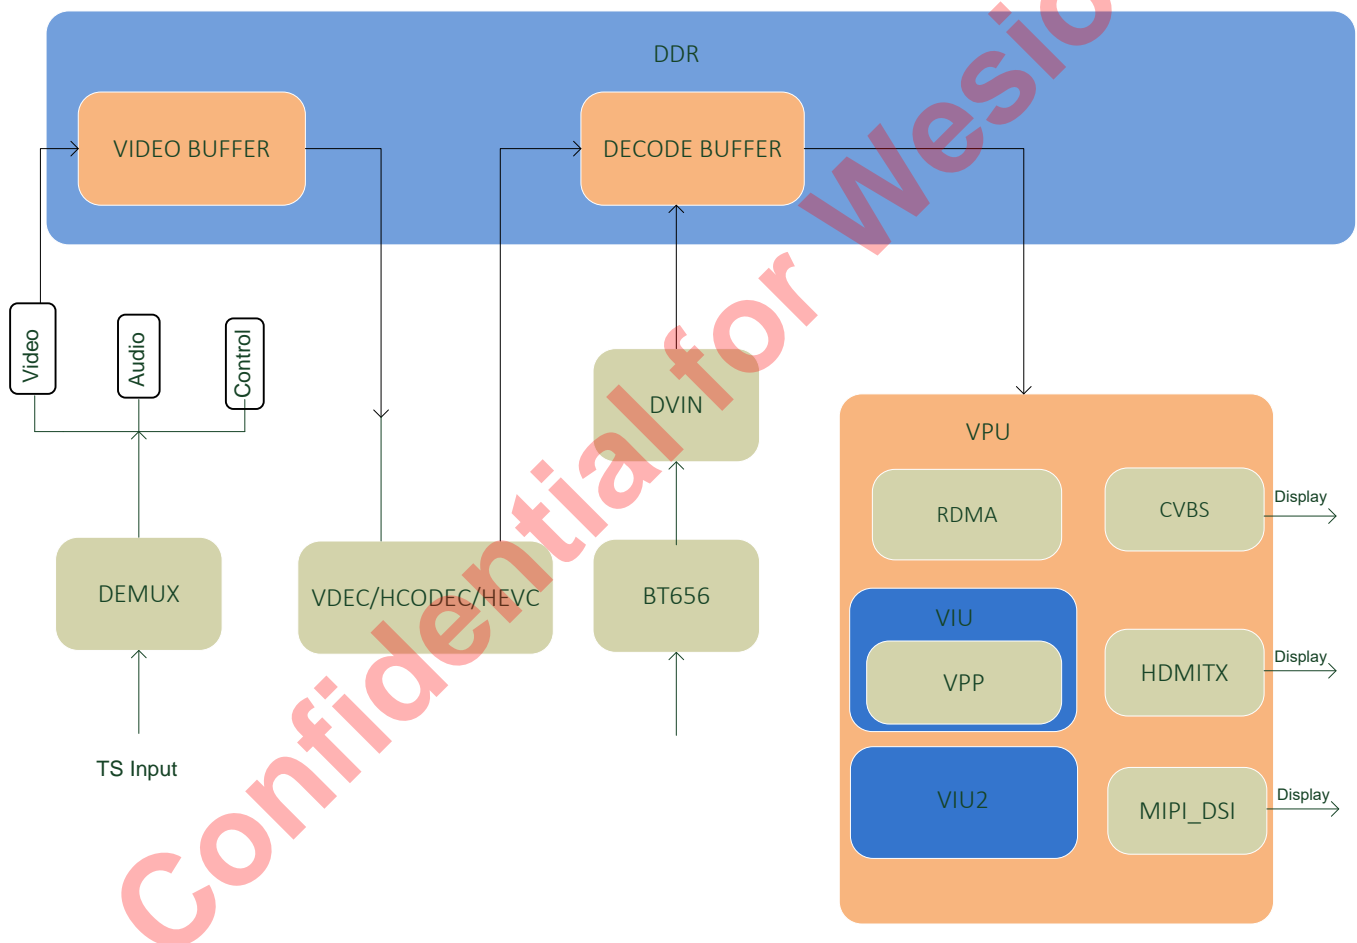 DDR
VIDEO BUFFER
DECODE BUFFER
Video
Audio
Control
DVIN
VPU
RDMA
CVBS
Display
DEMUX
VDEC/HCODEC/HEVC
BT656
VIU
VPP
HDMITX
Display
TS Input
VIU2
MIPI_DSI
Display
Confidential for Wesio